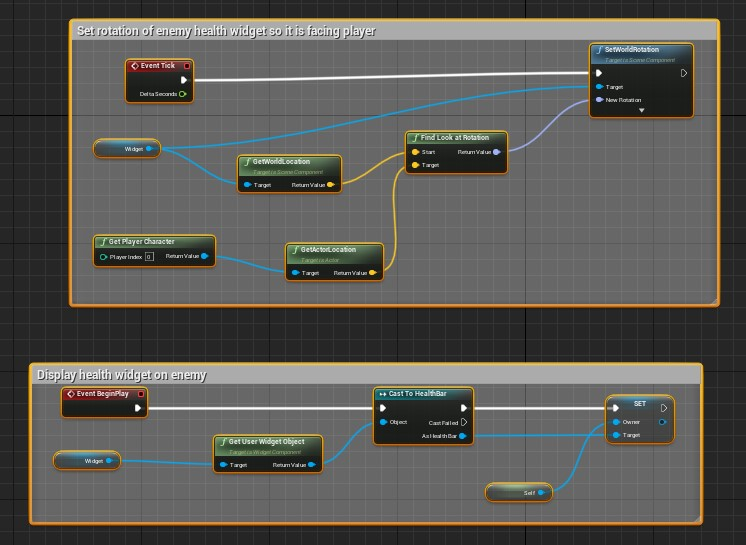 Set rotation of enemy health widget so it is facing player
SetWorldRotation
Target is Scene Component
Event Tick
Delta Seconds
Target
New Rotation
Widget
GetWorldLocation
Target is Scene Component
Target
Return Value
Find Look at Rotation
Start
Return Value
Target
Get Player Character
Player Index 0
Return Value
GetActorLocation
Target is Actor
Target
Return Value
Display health widget on enemy
Event BeginPlay
Cast To HealthBar
Object
Cast Failed
As Health Bar
SET
Owner
Target
Widget
Get User Widget Object
Target is Widget Component
Target
Return Value
Self